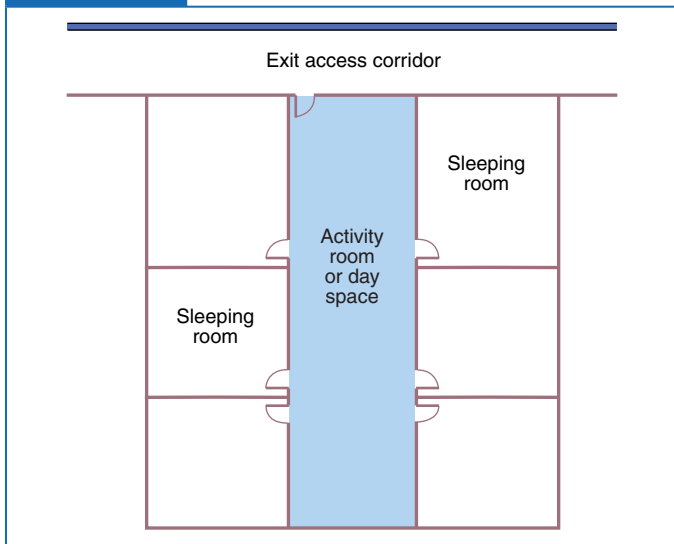 Exit access corridor
Sleeping
room
Activity
room
or day
space
Sleeping
room